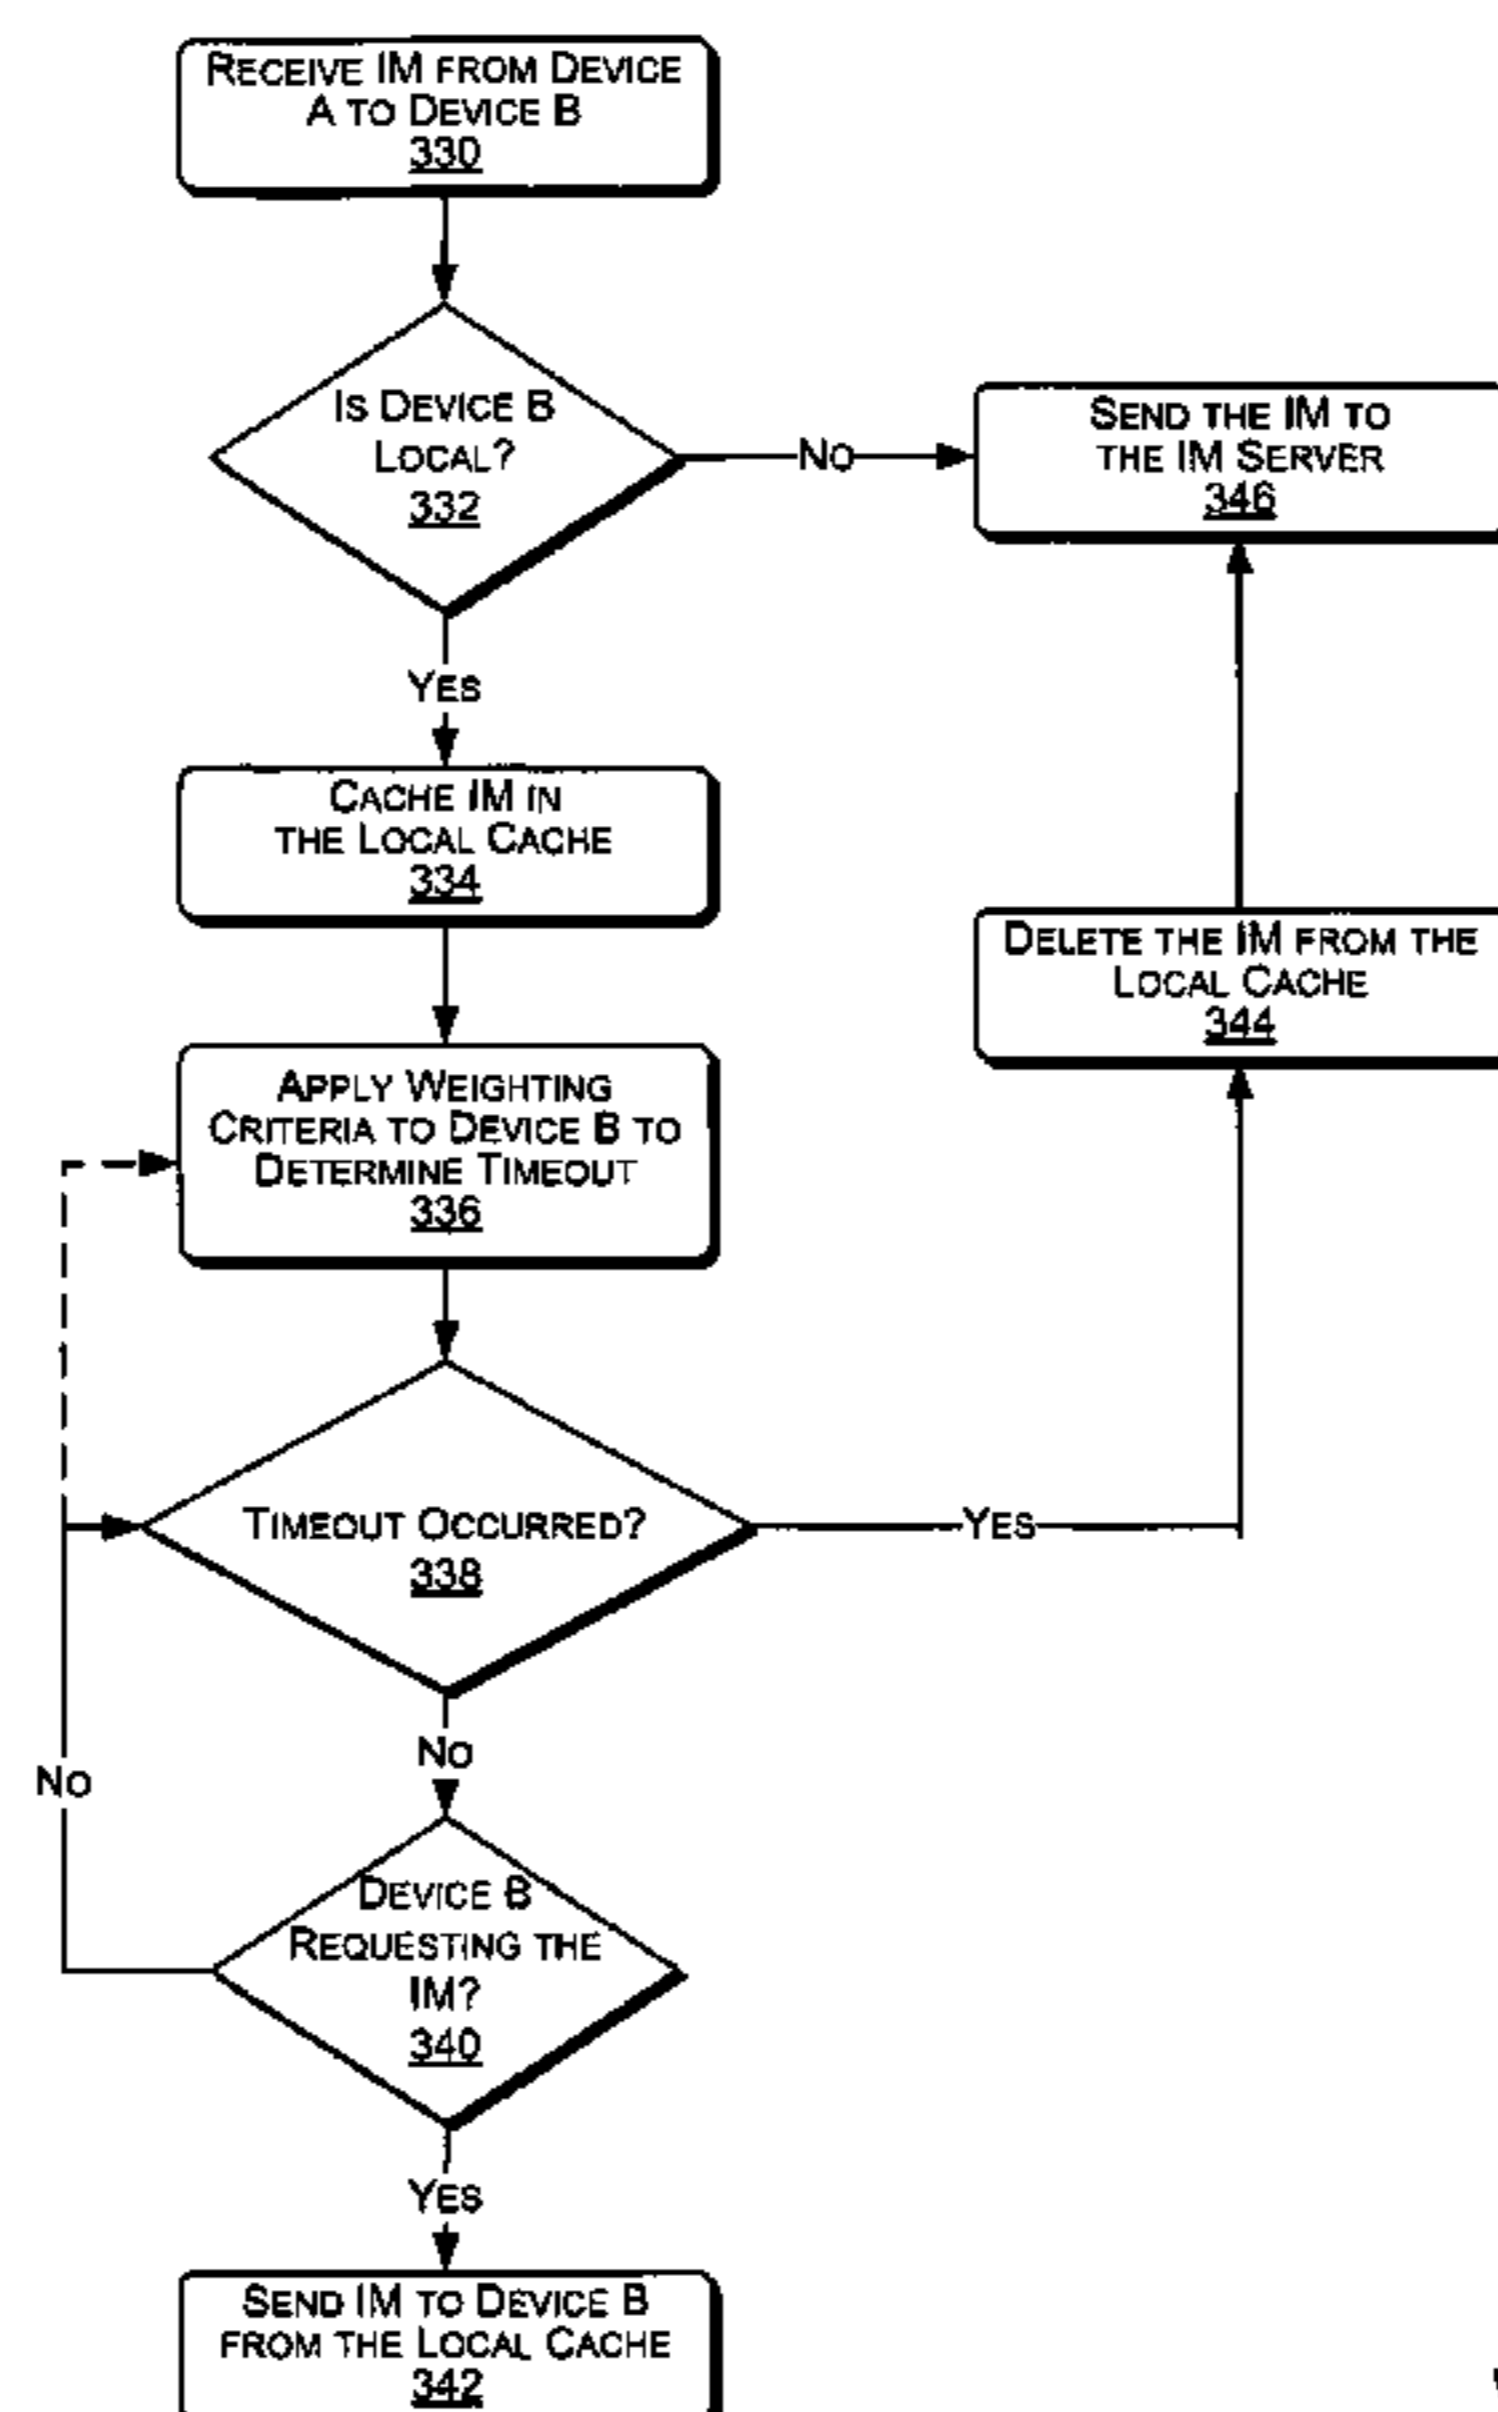 RECEIVE IM FROM DEVICE
A TO DEVICE B
330
IS DEVICE B
LOCAL?
332
NO
SEND THE IM TO
THE IM SERVER
346
YES
CACHE IM IN
THE LOCAL CACHE
334
DELETE THE IM FROM THE
LOCAL CACHE
344
APPLY WEIGHTING
CRITERIA TO DEVICE B TO
DETERMINE TIMEOUT
336
TIMEOUT OCCURRED?
338
YES
NO
NO
DEVICE B
REQUESTING THE
IM?
340
YES
SEND IM TO DEVICE B
FROM THE LOCAL CACHE
342